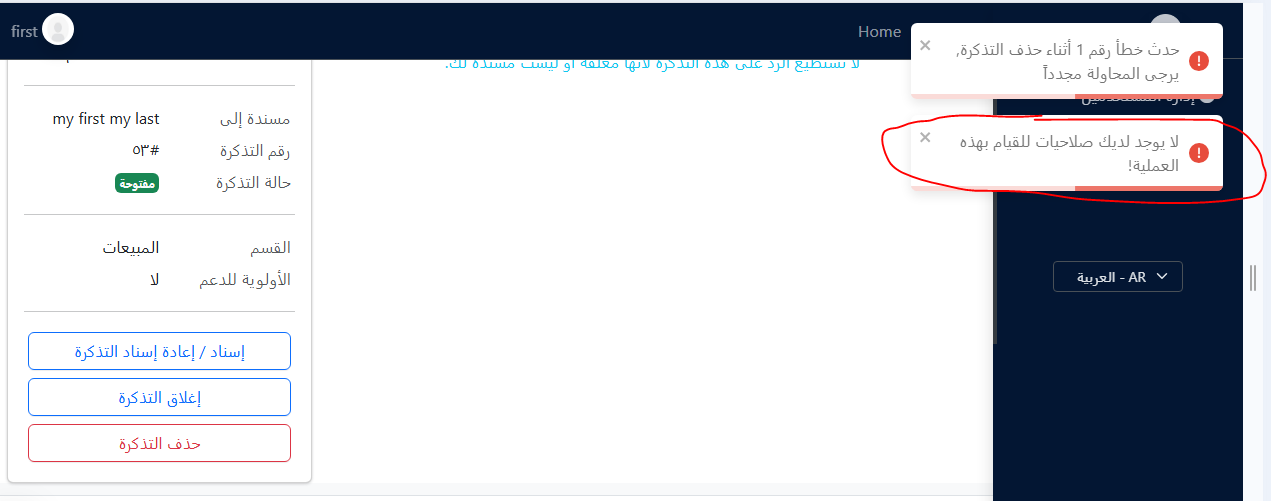 first
Home
حدث خطأ رقم 1 أثناء حذف التذكرة,
يرجى المحاولة مجدداً
لا تستطيع الرد على هذه التذكرة لأنها مغلقة أو ليست مسندة لك.
إدارة المستخدمين
لا يوجد لديك صلاحيات للقيام بهذه
العملية!
مسندة إلى my first my last
رقم التذكرة #٥٣
حالة التذكرة مفتوحة
القسم المبيعات
الأولوية للدعم لا
العربية - AR
إسناد / إعادة إسناد التذكرة
إغلاق التذكرة
حذف التذكرة